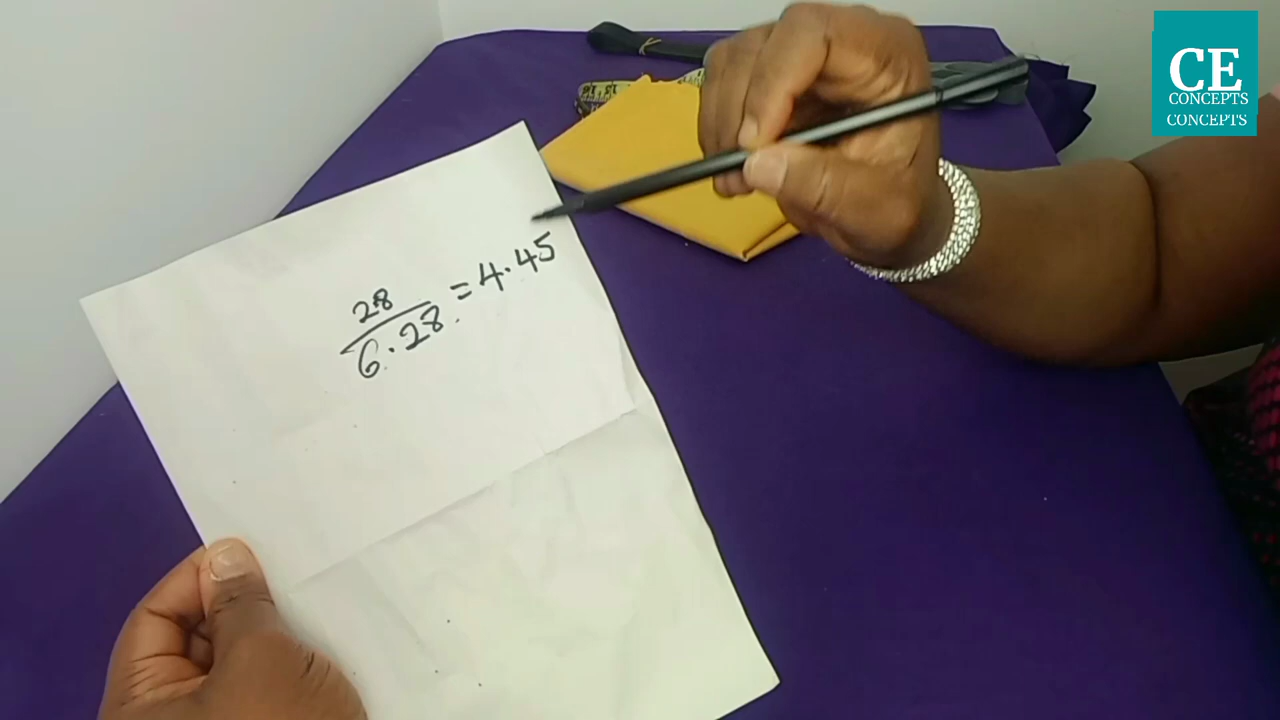 CE
CONCEPTS
CONCEPTS
28
6.28
= 4.45